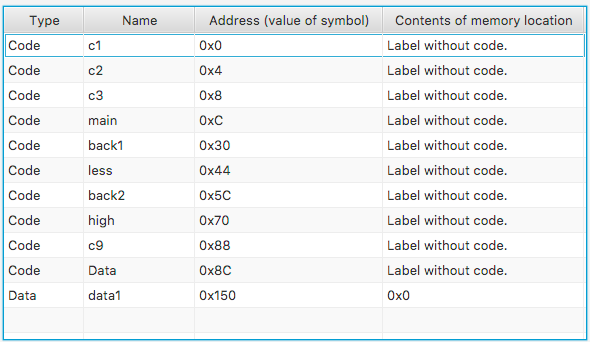 Type Name Address (value of symbol) Contents of memory location
Code c1 0x0 Label without code.
Code c2 0x4 Label without code.
Code c3 0x8 Label without code.
Code main 0xC Label without code.
Code back1 0x30 Label without code.
Code less 0x44 Label without code.
Code back2 0x5C Label without code.
Code high 0x70 Label without code.
Code c9 0x88 Label without code.
Code Data 0x8C Label without code.
Data data1 0x150 0x0